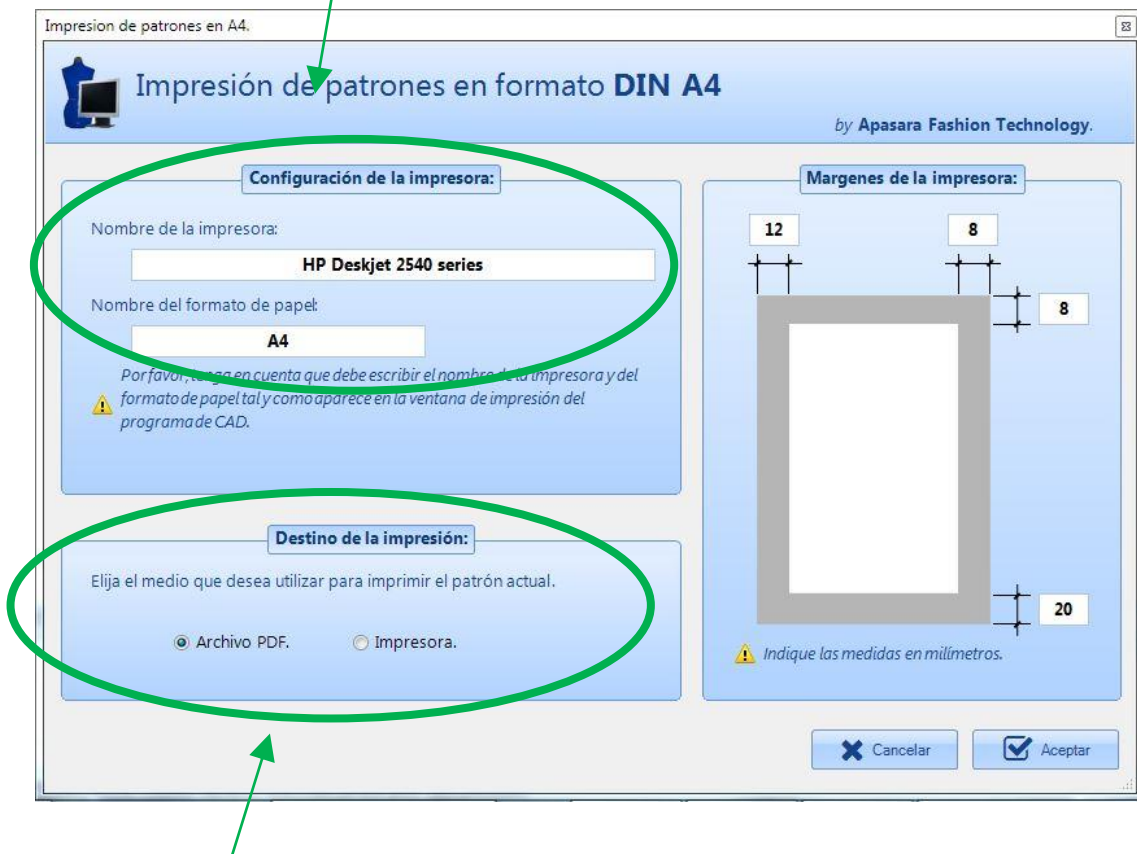 Impresion de patrones en A4.
Impresión de patrones en formato DIN A4
by Apasara Fashion Technology.
Configuración de la impresora:
Nombre de la impresora:
HP Deskjet 2540 series
Nombre del formato de papel:
A4
Por favor, tenga en cuenta que debe escribir el nombre de la impresora y del
formato de papel tal y como aparece en la ventana de impresión del
programa de CAD.
Destino de la impresión:
Elija el medio que desea utilizar para imprimir el patrón actual.
Archivo PDF. Impresora.
Margenes de la impresora:
12 8
8
20
Indique las medidas en milímetros.
Cancelar Aceptar